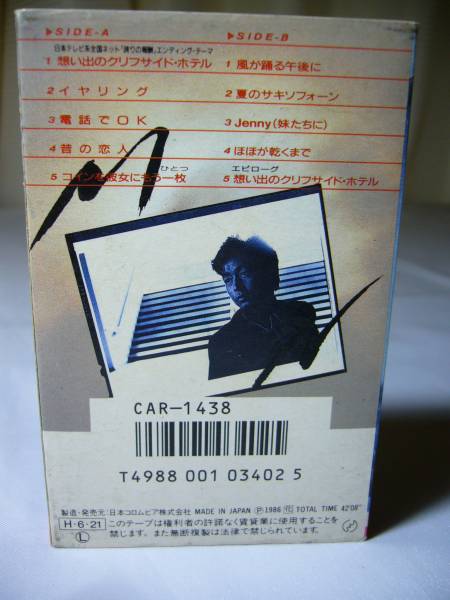 ▶SIDE-A
日本テレビ系全国ネット「誇りの報酬」エンディング・テーマ
1 想い出のクリフサイド・ホテル
2 イヤリング
3 電話でOK
4 昔の恋人
ひとつ
5 コインを彼女にもう一枚
▶SIDE-B
1 風が踊る午後に
2 夏のサキソフォーン
3 Jenny(妹たちに)
4 ほほが乾くまで
エピローグ
5 想い出のクリフサイド・ホテル
CAR-1438
T4988 001 03402 5
製造・発売元 日本コロムビア株式会社 MADE IN JAPAN Ⓟ1986 TOTAL TIME 42'08"
H・6・21 このテープは権利者の許諾なく賃貸業に使用することを
Ⓛ 禁じます。また無断複製は法律で禁じられています。